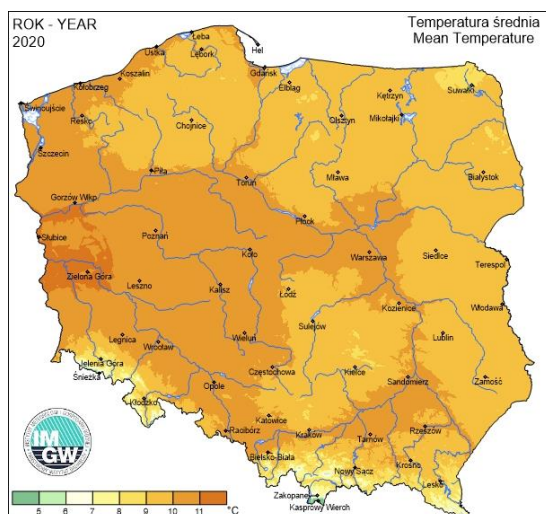 ROK - YEAR
2020
Temperatura średnia
Mean Temperature
Łeba
Hel
Ustka
Lębork
Koszalin
Gdańsk
Kołobrzeg
Elbląg
Kętrzyn
Suwałki
Świnoujście
Resko
Chojnice
Olsztyn
Mikołajki
Szczecin
Piła
Toruń
Mława
Białystok
Gorzów Wlkp.
Płock
Słubice
Poznań
Koło
Warszawa
Siedlce
Terespol
Zielona Góra
Leszno
Kalisz
Łódź
Kozienice
Włodawa
Sulejów
Legnica
Wrocław
Wieluń
Lublin
Jelenia Góra
Śnieżka
Częstochowa
Kielce
Sandomierz
Zamość
Opole
Kłodzko
Katowice
Racibórz
Kraków
Tarnów
Rzeszów
Bielsko-Biała
Nowy Sącz
Krosno
Lesko
Zakopane
Kasprowy Wierch
IM
GW
5 6 7 8 9 10 11 °C